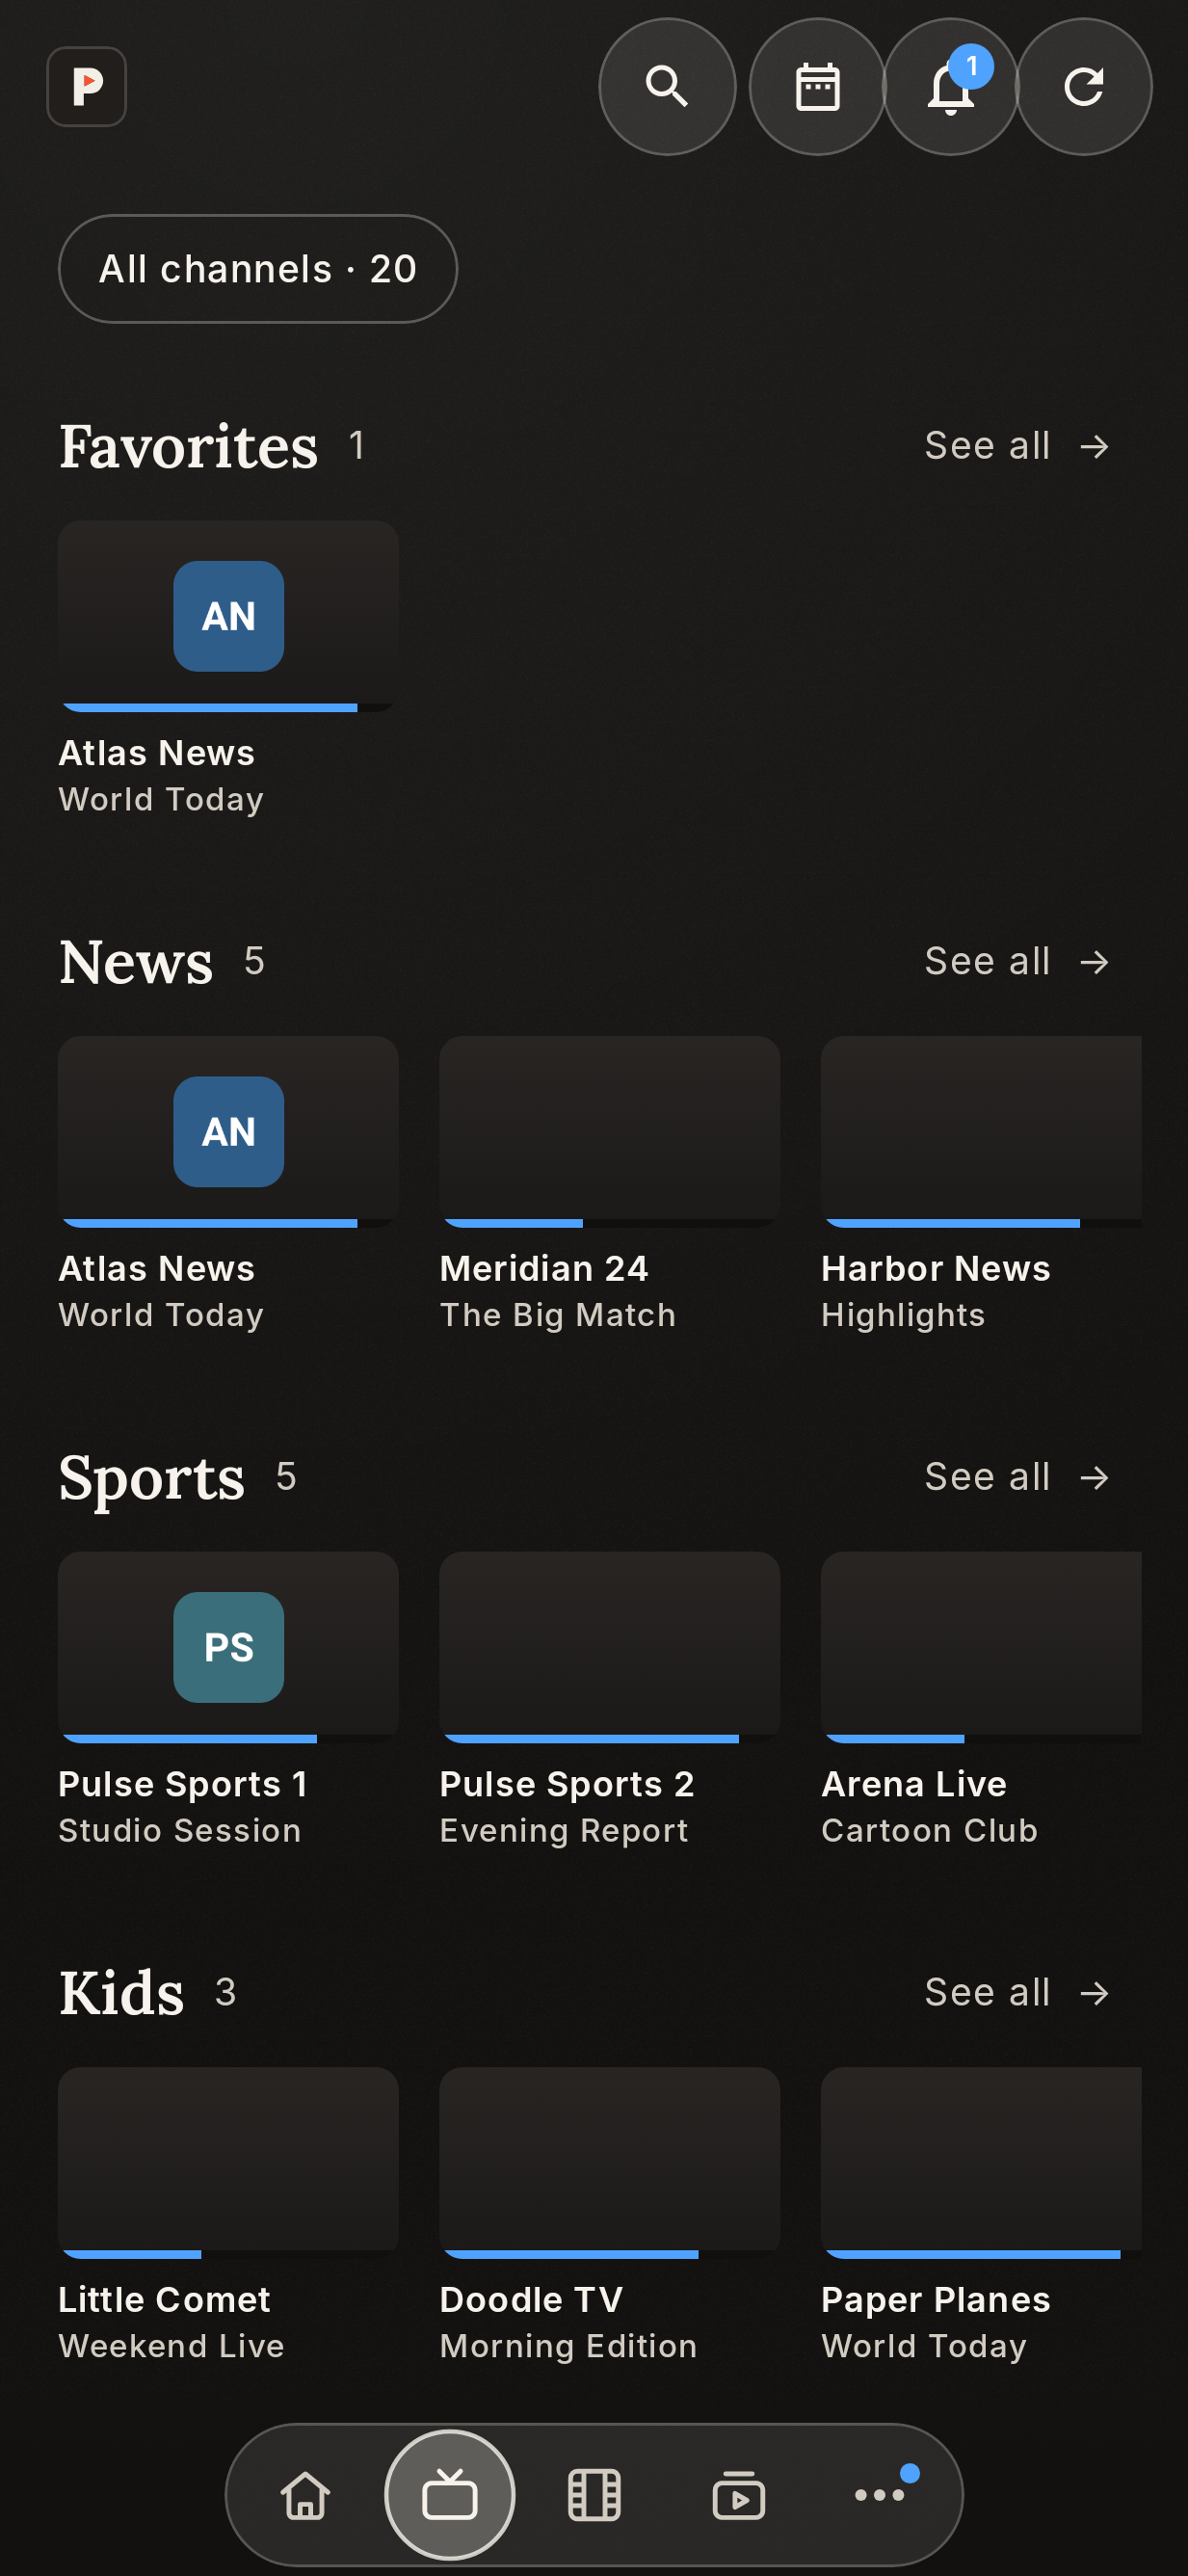 P
1
All channels · 20
Favorites 1 See all →
AN
Atlas News
World Today
News 5 See all →
AN
Atlas News Meridian 24 Harbor News
World Today The Big Match Highlights
Sports 5 See all →
PS
Pulse Sports 1 Pulse Sports 2 Arena Live
Studio Session Evening Report Cartoon Club
Kids 3 See all →
Little Comet Doodle TV Paper Planes
Weekend Live Morning Edition World Today